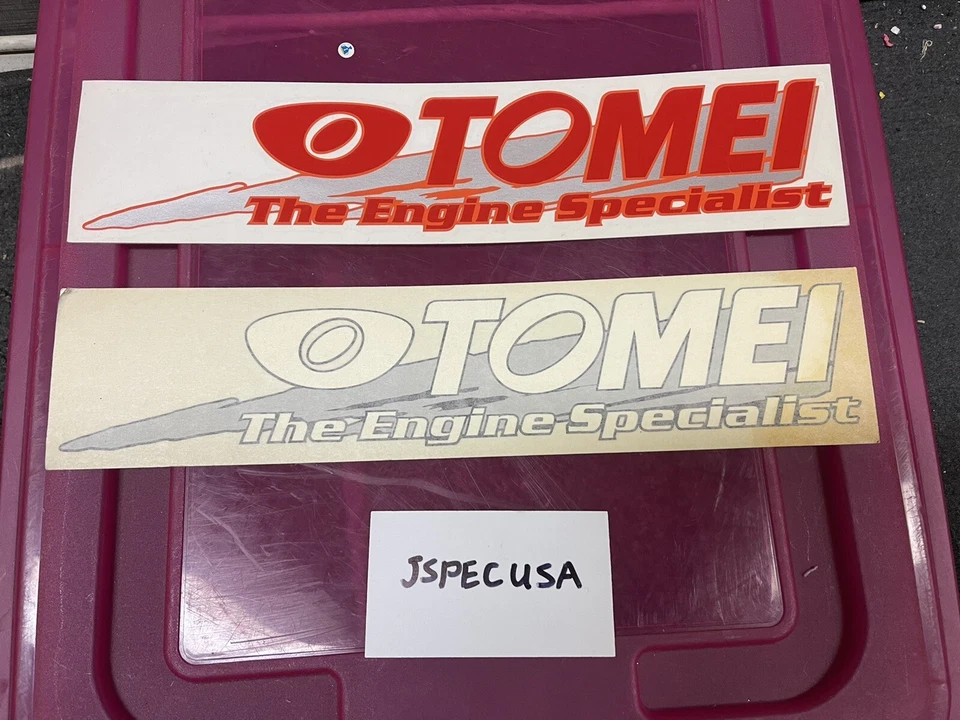 TOMEI
The Engine Specialist
TOMEI
The Engine Specialist
JSPECUSA